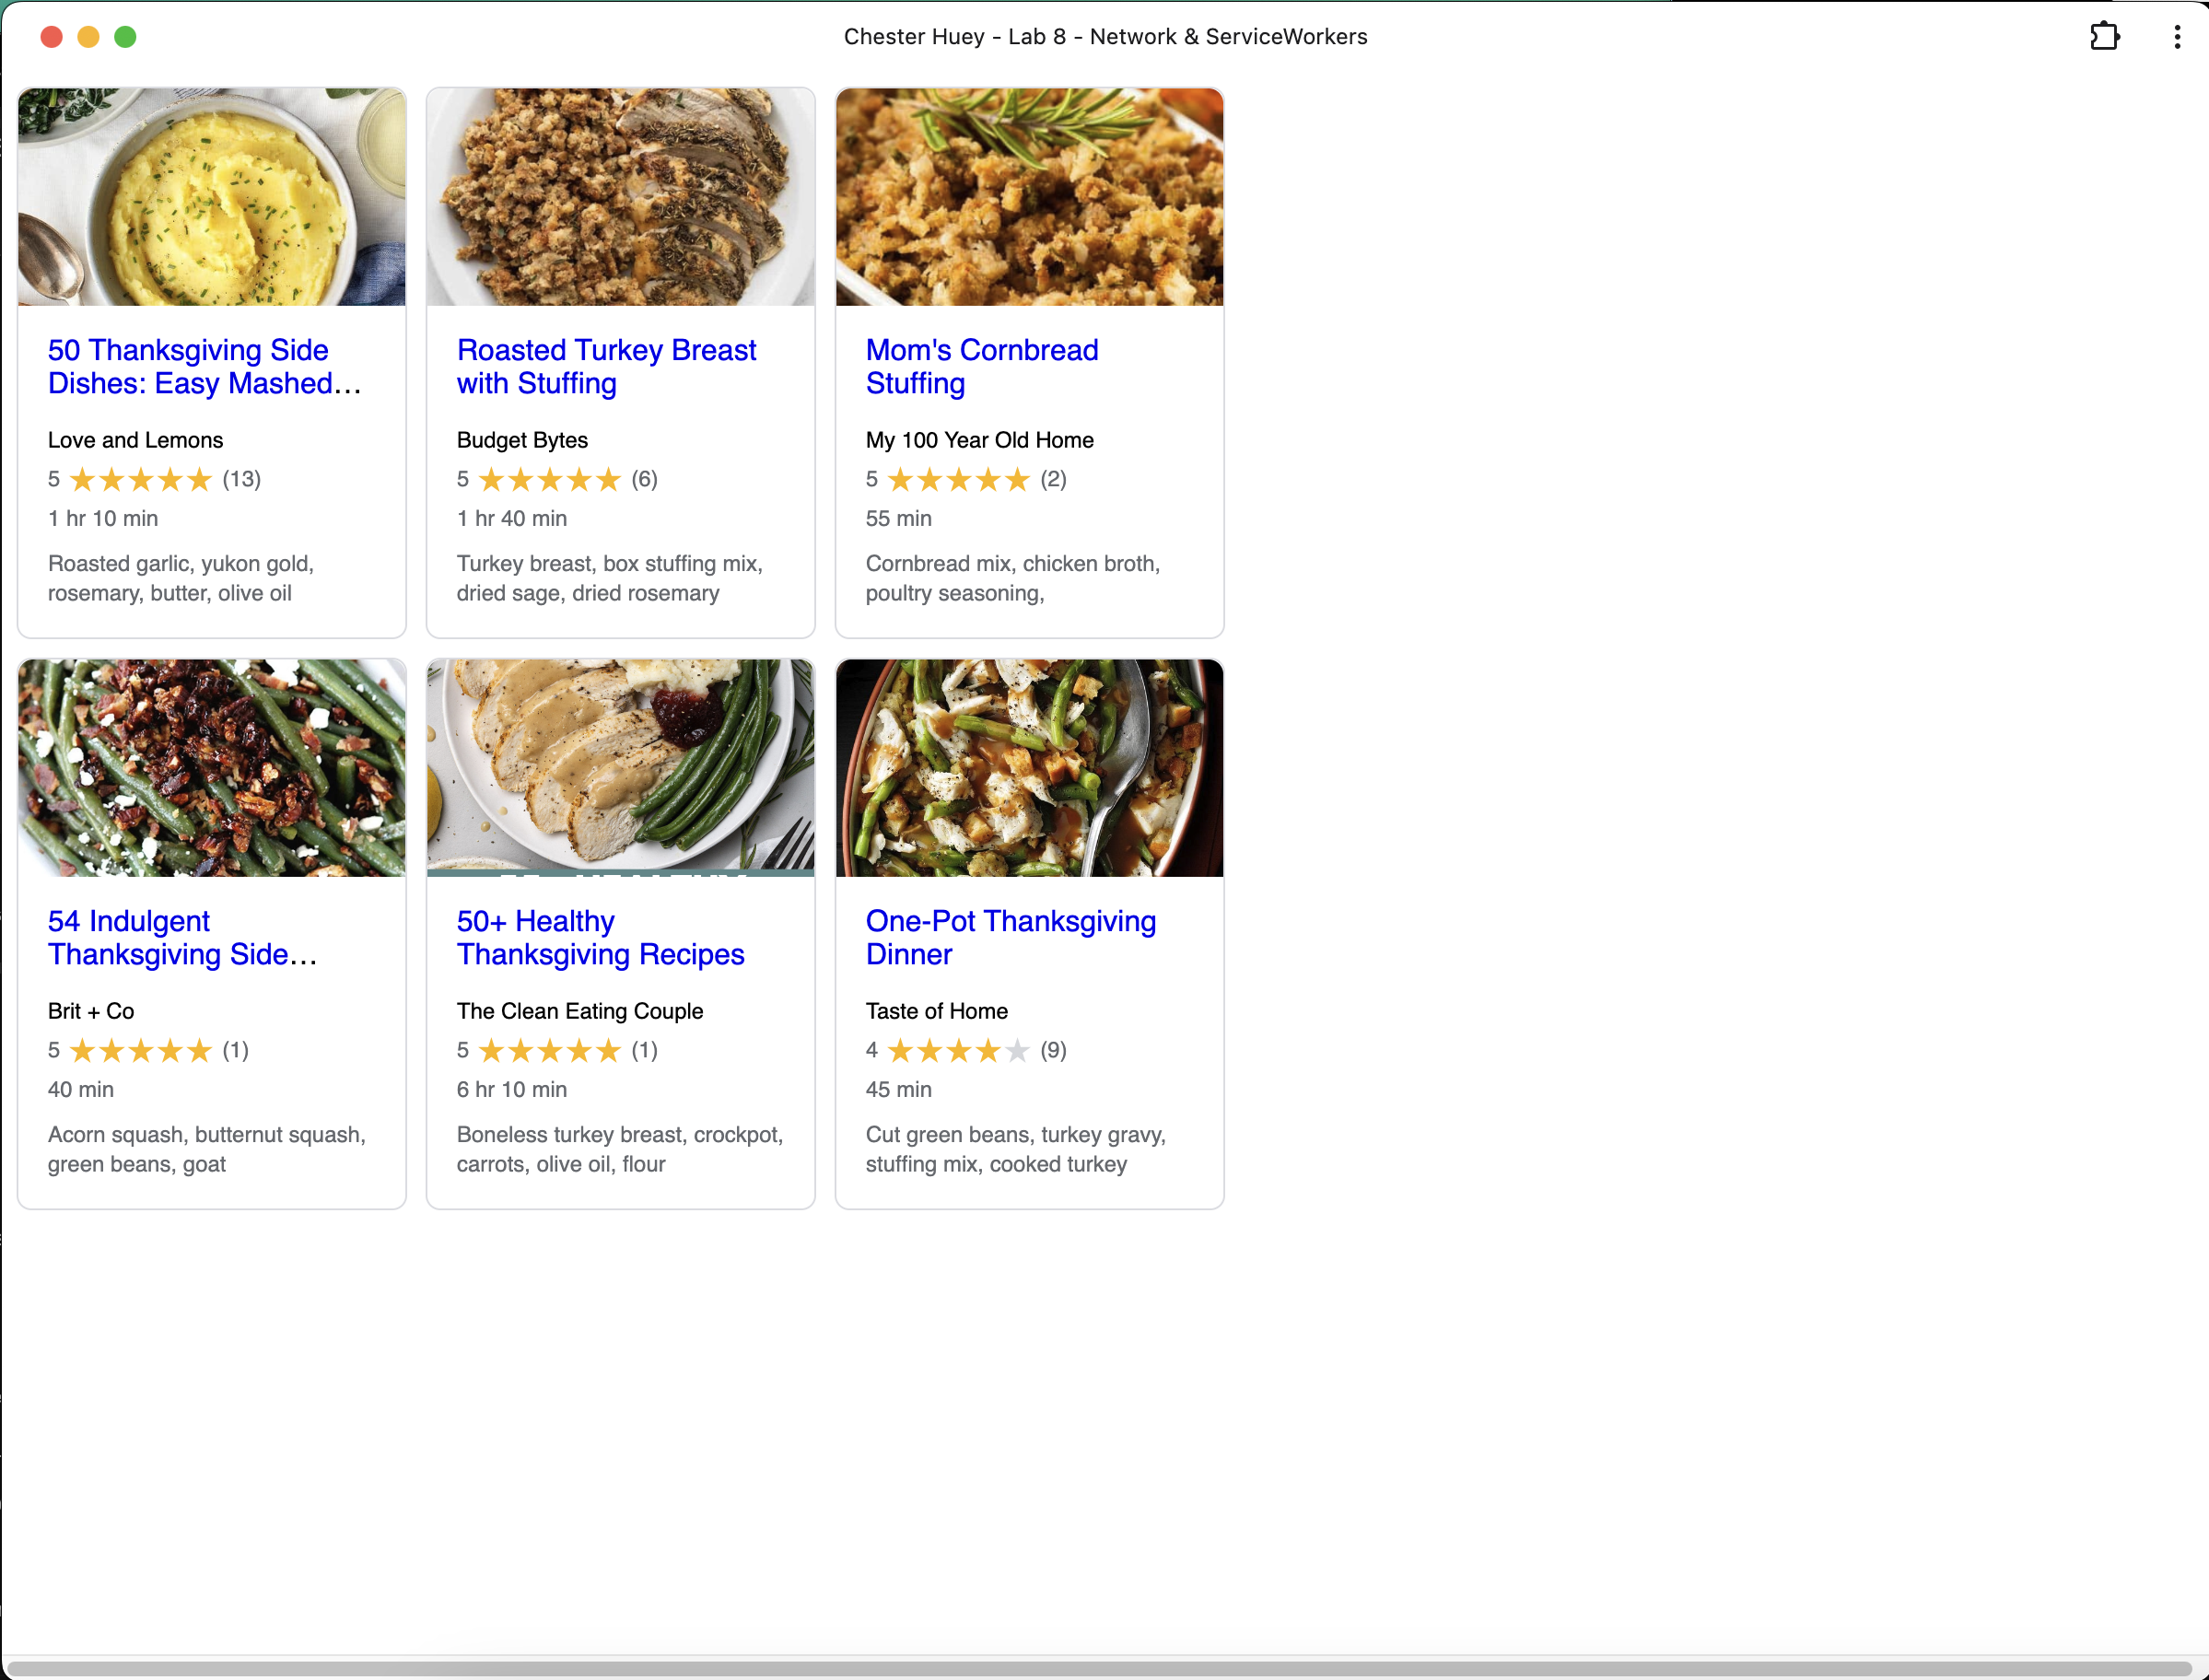 Chester Huey - Lab 8 - Network & ServiceWorkers
50 Thanksgiving Side
Dishes: Easy Mashed...
Love and Lemons
5 ★★★★★ (13)
1 hr 10 min
Roasted garlic, yukon gold,
rosemary, butter, olive oil
Roasted Turkey Breast
with Stuffing
Budget Bytes
5 ★★★★★ (6)
1 hr 40 min
Turkey breast, box stuffing mix,
dried sage, dried rosemary
Mom's Cornbread
Stuffing
My 100 Year Old Home
5 ★★★★★ (2)
55 min
Cornbread mix, chicken broth,
poultry seasoning,
54 Indulgent
Thanksgiving Side...
Brit + Co
5 ★★★★★ (1)
40 min
Acorn squash, butternut squash,
green beans, goat
50+ Healthy
Thanksgiving Recipes
The Clean Eating Couple
5 ★★★★★ (1)
6 hr 10 min
Boneless turkey breast, crockpot,
carrots, olive oil, flour
One-Pot Thanksgiving
Dinner
Taste of Home
4 ★★★★★ (9)
45 min
Cut green beans, turkey gravy,
stuffing mix, cooked turkey